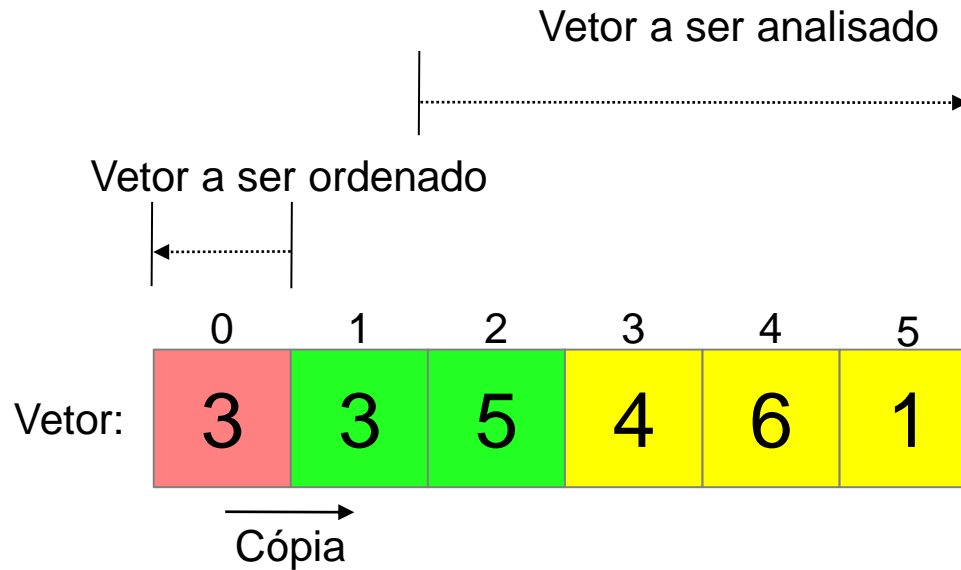 Vetor a ser analisado
Vetor a ser ordenado
0 1 2 3 4 5
Vetor: 3 3 5 4 6 1
Cópia